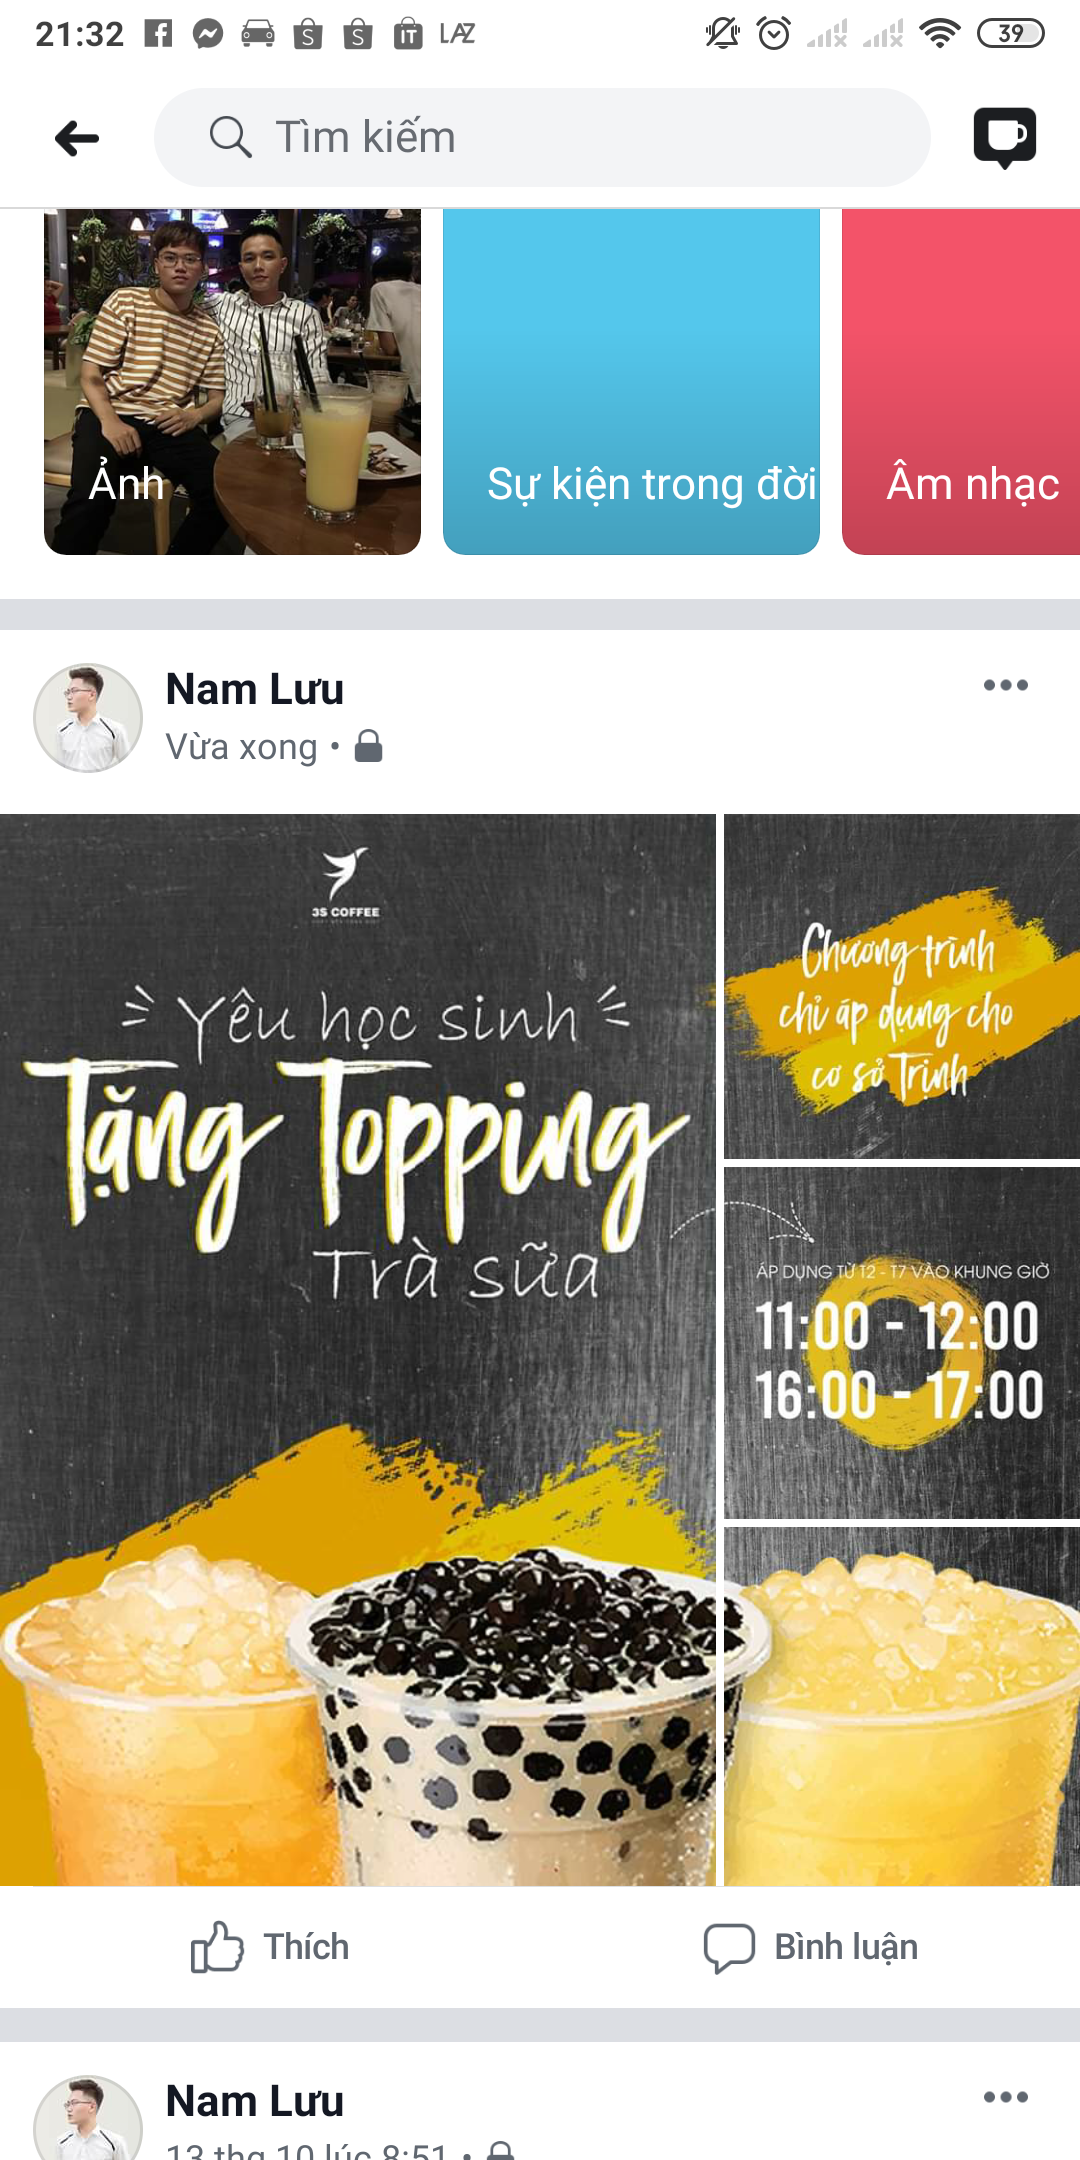 21:32
LAZ
39
Tìm kiếm
Ảnh
Sự kiện trong đời
Âm nhạc
Nam Lưu
Vừa xong •
3S COFFEE
Yêu học sinh
Tặng Topping
Trà sữa
Chương trình
chỉ áp dụng cho
cơ sở Trịnh
ÁP DỤNG TỪ T2 - T7 VÀO KHUNG GIỜ
11:00 - 12:00
16:00 - 17:00
Thích
Bình luận
Nam Lưu
13 thg 10 lúc 8:51 •